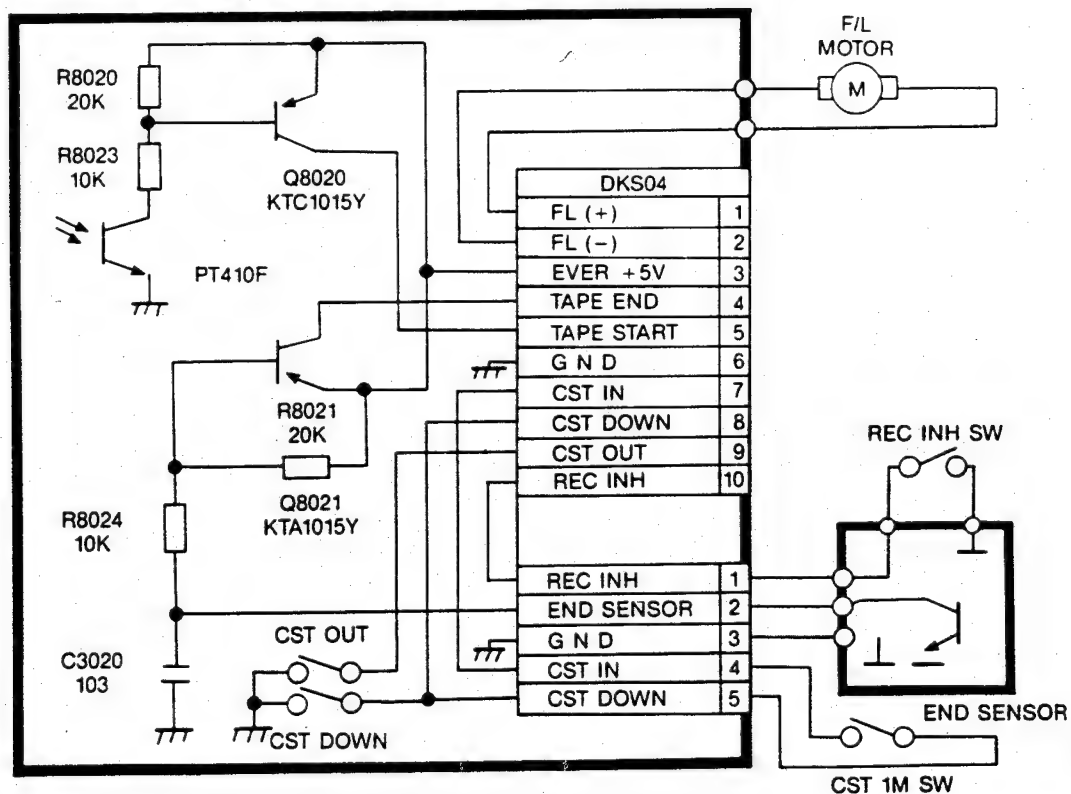 F/L
MOTOR
M
R8020
20K
R8023
10K
Q8020
KTC1015Y
PT410F
DKS04
FL (+) 1
FL (-) 2
EVER +5V 3
TAPE END 4
TAPE START 5
G N D 6
CST IN 7
CST DOWN 8
CST OUT 9
REC INH 10
R8021
20K
Q8021
KTA1015Y
R8024
10K
REC INH SW
REC INH 1
END SENSOR 2
G N D 3
CST IN 4
CST DOWN 5
C3020
103
CST OUT
CST DOWN
END SENSOR
CST 1M SW